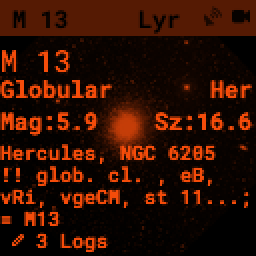 M 13 Lyr
M 13
Globular Her
Mag:5.9 Sz:16.6
Hercules, NGC 6205
!! glob. cl. , eB,
vRi, vgeCM, st 11...;
= M13
3 Logs